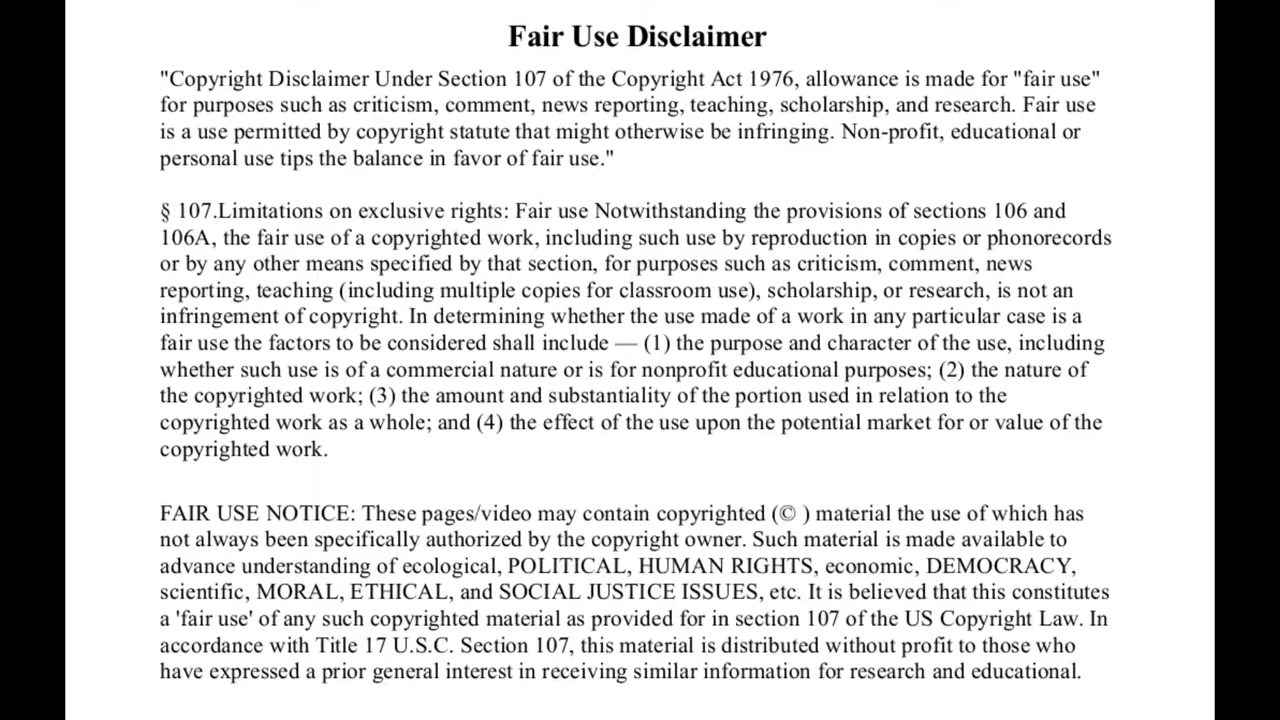 Fair Use Disclaimer
"Copyright Disclaimer Under Section 107 of the Copyright Act 1976, allowance is made for "fair use"
for purposes such as criticism, comment, news reporting, teaching, scholarship, and research. Fair use
is a use permitted by copyright statute that might otherwise be infringing. Non-profit, educational or
personal use tips the balance in favor of fair use."
§ 107.Limitations on exclusive rights: Fair use Notwithstanding the provisions of sections 106 and
106A, the fair use of a copyrighted work, including such use by reproduction in copies or phonorecords
or by any other means specified by that section, for purposes such as criticism, comment, news
reporting, teaching (including multiple copies for classroom use), scholarship, or research, is not an
infringement of copyright. In determining whether the use made of a work in any particular case is a
fair use the factors to be considered shall include — (1) the purpose and character of the use, including
whether such use is of a commercial nature or is for nonprofit educational purposes; (2) the nature of
the copyrighted work; (3) the amount and substantiality of the portion used in relation to the
copyrighted work as a whole; and (4) the effect of the use upon the potential market for or value of the
copyrighted work.
FAIR USE NOTICE: These pages/video may contain copyrighted (© ) material the use of which has
not always been specifically authorized by the copyright owner. Such material is made available to
advance understanding of ecological, POLITICAL, HUMAN RIGHTS, economic, DEMOCRACY,
scientific, MORAL, ETHICAL, and SOCIAL JUSTICE ISSUES, etc. It is believed that this constitutes
a 'fair use' of any such copyrighted material as provided for in section 107 of the US Copyright Law. In
accordance with Title 17 U.S.C. Section 107, this material is distributed without profit to those who
have expressed a prior general interest in receiving similar information for research and educational.